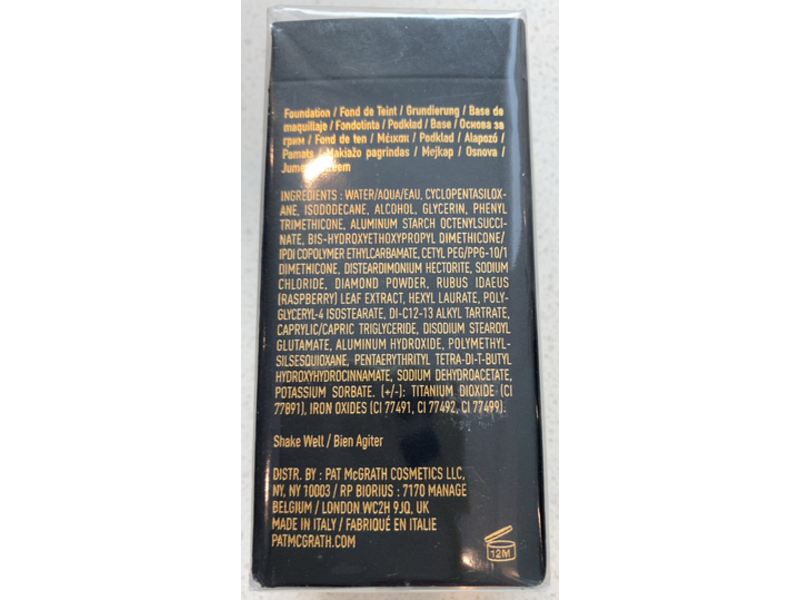 Foundation / Fond de Teint / Grundierung / Base de
maquillaje / Fondotinta / Podkład / Base / Основа за
грим / Fond de ten / Μέικαπ / Podklad / Alapozó /
Pamats / Makiažo pagrindas / Mejkap / Osnova /
INGREDIENTS : WATER/AQUA/EAU, CYCLOPENTASILOX-
ANE, ISODODECANE, ALCOHOL, GLYCERIN, PHENYL
TRIMETHICONE, ALUMINUM STARCH OCTENYLSUCCI-
NATE, BIS-HYDROXYETHOXYPROPYL DIMETHICONE/
IPDI COPOLYMER ETHYLCARBAMATE, CETYL PEG/PPG-10/1
DIMETHICONE, DISTEARDIMONIUM HECTORITE, SODIUM
CHLORIDE, DIAMOND POWDER, RUBUS IDAEUS
(RASPBERRY) LEAF EXTRACT, HEXYL LAURATE, POLY-
GLYCERYL-4 ISOSTEARATE, DI-C12-13 ALKYL TARTRATE,
CAPRYLIC/CAPRIC TRIGLYCERIDE, DISODIUM STEAROYL
GLUTAMATE, ALUMINUM HYDROXIDE, POLYMETHYL-
SILSESQUIOXANE, PENTAERYTHRITYL TETRA-DI-T-BUTYL
HYDROXYHYDROCINNAMATE, SODIUM DEHYDROACETATE,
POTASSIUM SORBATE. (+/-): TITANIUM DIOXIDE (CI
77891), IRON OXIDES (CI 77491, CI 77492, CI 77499).
Shake Well / Bien Agiter
DISTR. BY : PAT McGRATH COSMETICS LLC,
NY, NY 10003 / RP BIORIUS : 7170 MANAGE
BELGIUM / LONDON WC2H 9JQ, UK
MADE IN ITALY / FABRIQUÉ EN ITALIE
PATMCGRATH.COM
12M